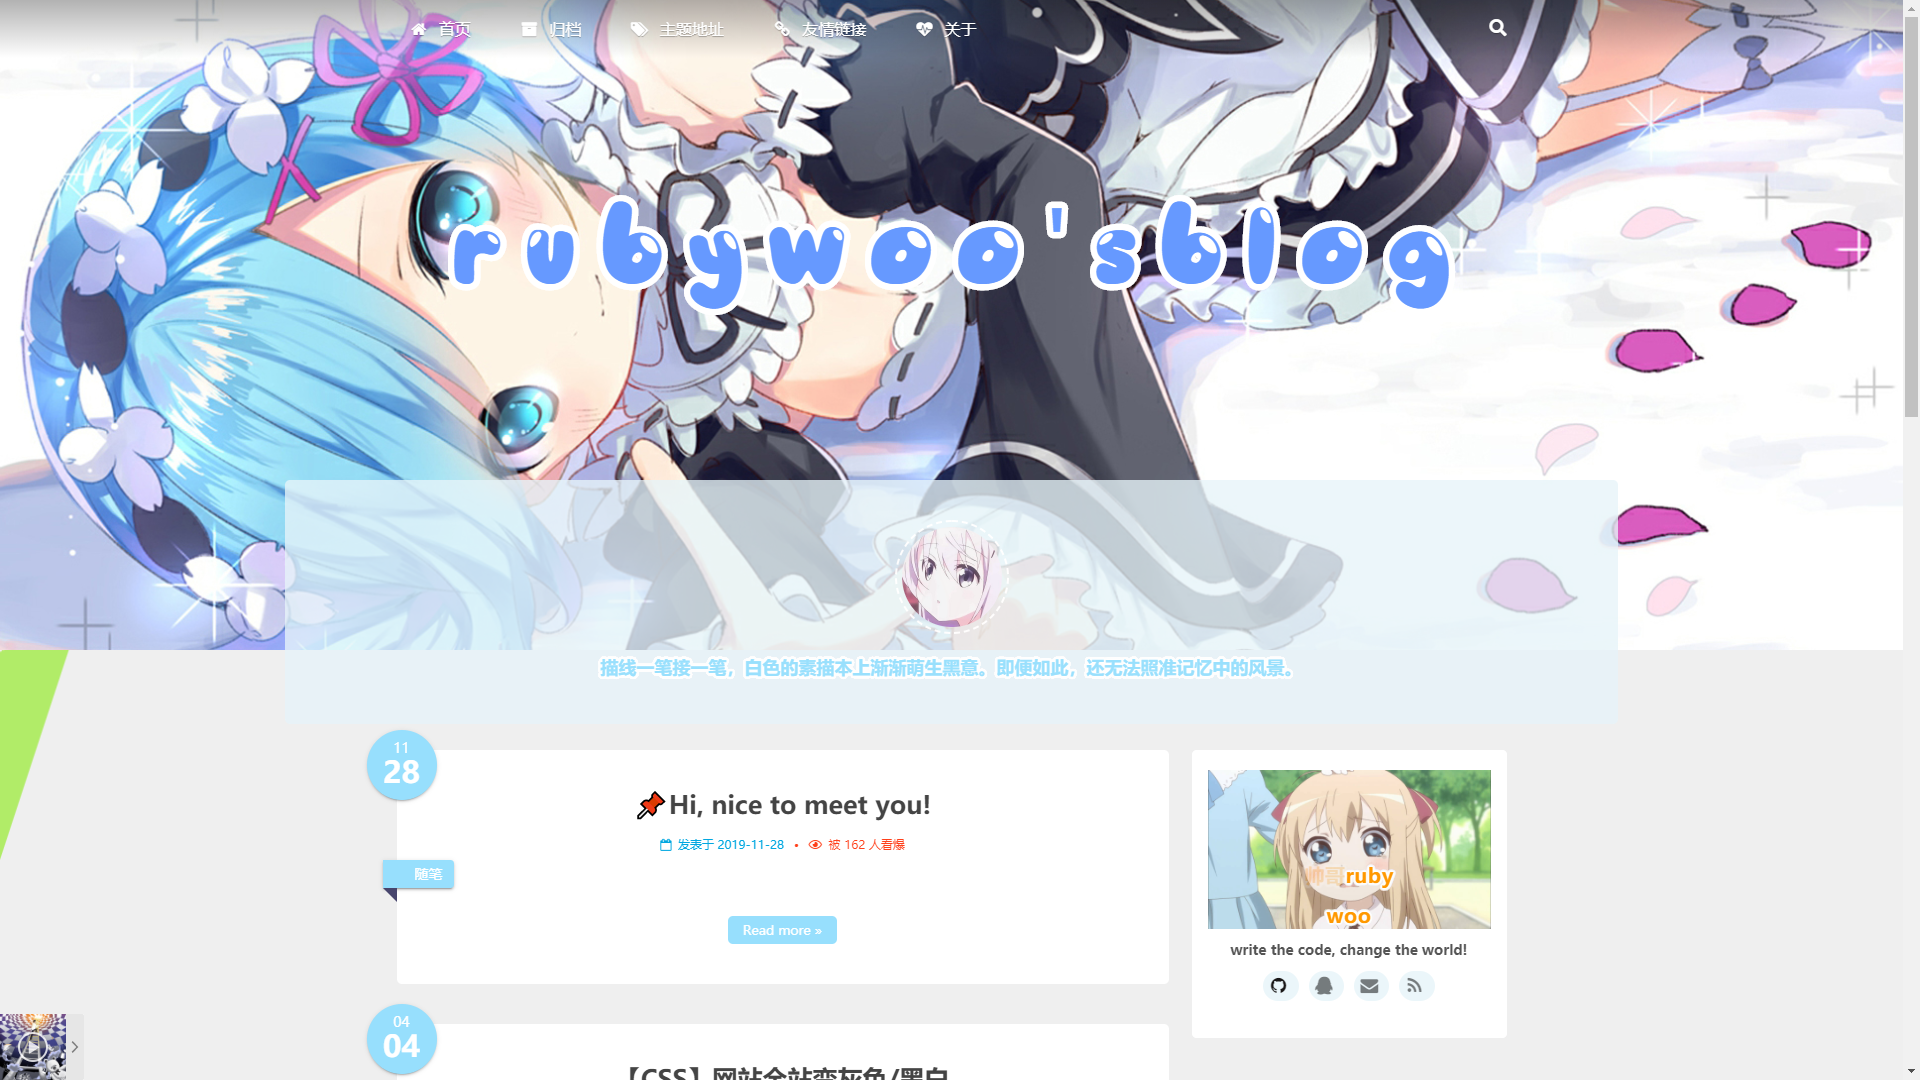 首页 归档 主题地址 友情链接 关于
rubywoo'sblog
描线一笔接一笔，白色的素描本上渐渐萌生黑意。即便如此，还无法照准记忆中的风景。
11
28
Hi, nice to meet you!
发表于 2019-11-28 • 被 162 人看爆
随笔
Read more »
帅哥ruby
woo
write the code, change the world!
04
04
【CSS】网站全站变灰色/黑白